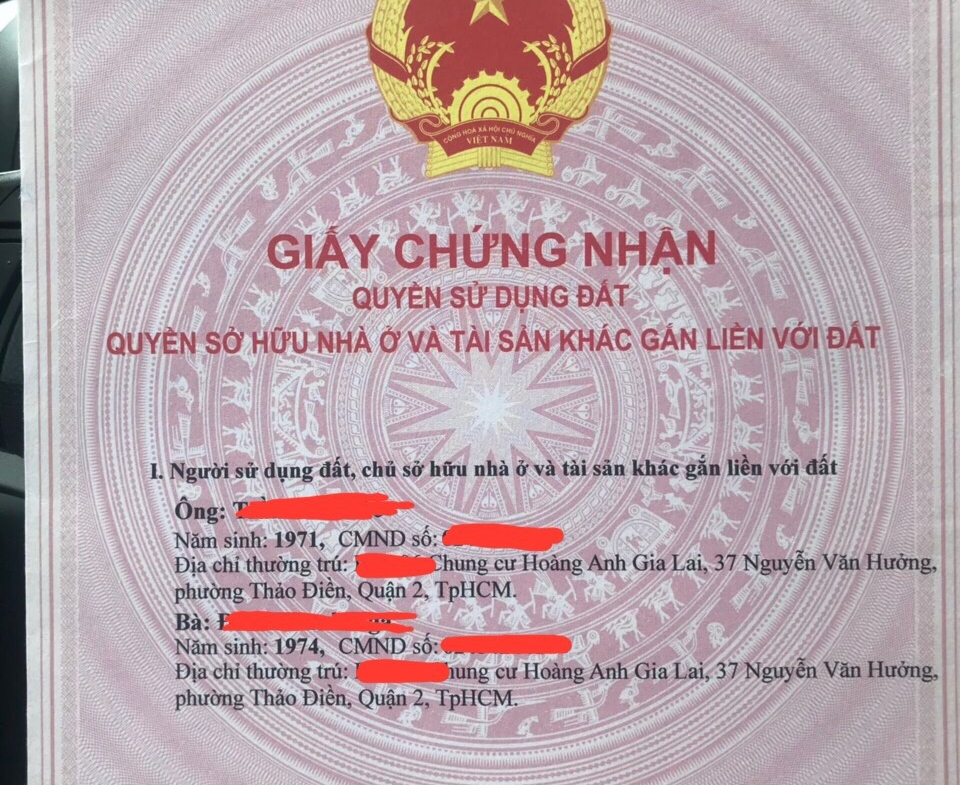 CỘNG HOÀ XÃ HỘI CHỦ NGHĨA
VIỆT NAM
GIẤY CHỨNG NHẬN
QUYỀN SỬ DỤNG ĐẤT
QUYỀN SỞ HỮU NHÀ Ở VÀ TÀI SẢN KHÁC GẮN LIỀN VỚI ĐẤT
I. Người sử dụng đất, chủ sở hữu nhà ở và tài sản khác gắn liền với đất
Ông:
Năm sinh: 1971, CMND số:
Địa chỉ thường trú: Chung cư Hoàng Anh Gia Lai, 37 Nguyễn Văn Hưởng,
phường Thảo Điền, Quận 2, TpHCM.
Bà:
Năm sinh: 1974, CMND số:
Địa chỉ thường trú: Chung cư Hoàng Anh Gia Lai, 37 Nguyễn Văn Hưởng,
phường Thảo Điền, Quận 2, TpHCM.